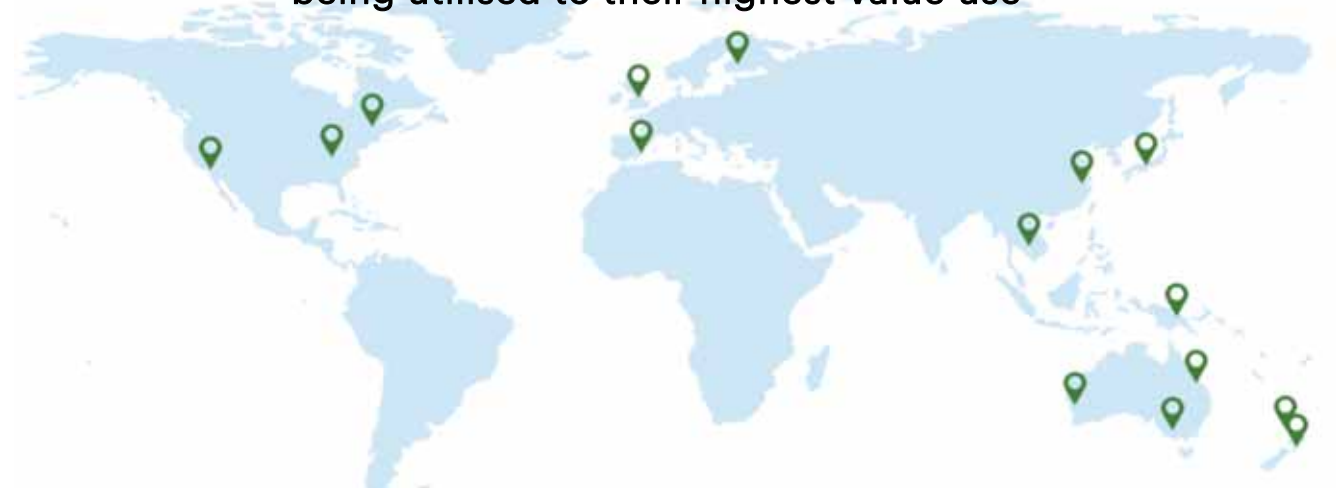 being utilised to their highest value use